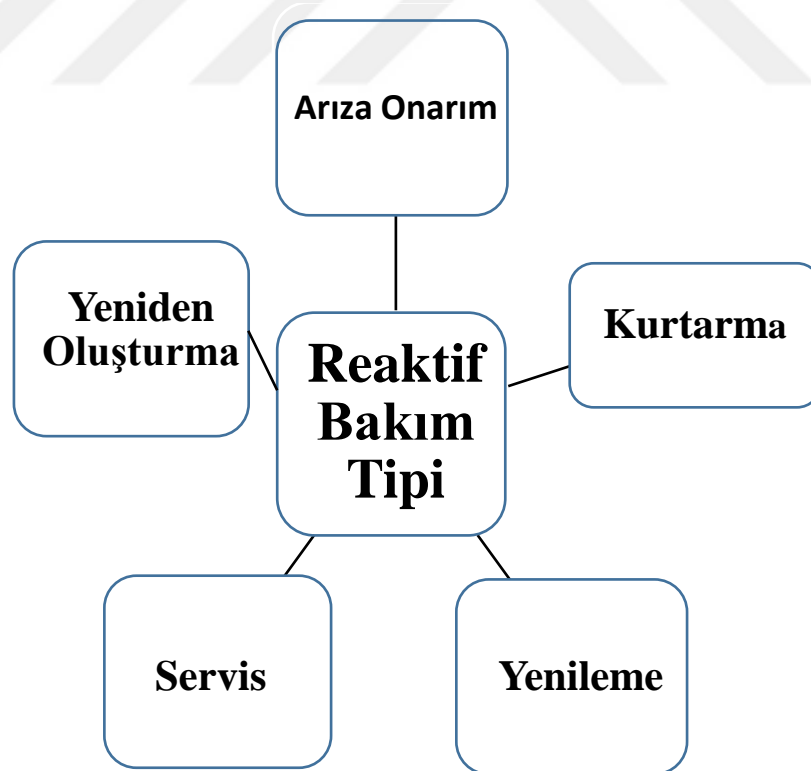 Arıza Onarım
Yeniden
Oluşturma
Kurtarma
Reaktif
Bakım
Tipi
Servis
Yenileme